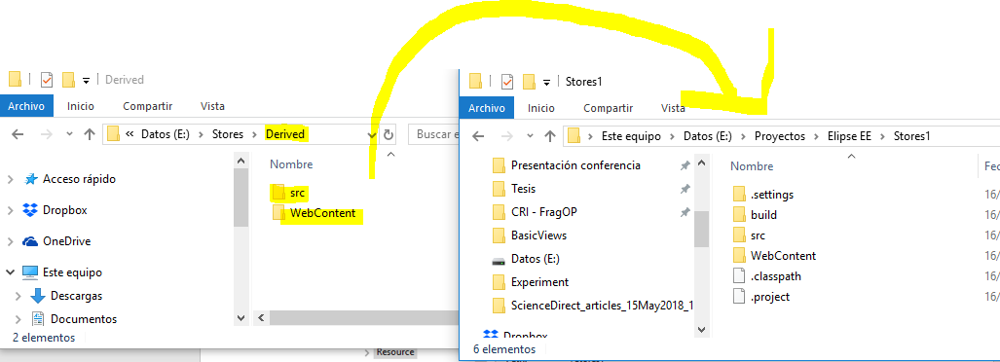 Derived
Archivo Inicio Compartir Vista
« Datos (E:) Stores Derived
Buscar e
Nombre
Acceso rápido
Dropbox
OneDrive
Este equipo
Descargas
Documentos
src
WebContent
2 elementos
Resource
Stores1
Archivo Inicio Compartir Vista
Este equipo Datos (E:) Proyectos Elipse EE Stores1
Presentación conferencia
Tesis
CRI - FragOP
BasicViews
Datos (E:)
Experiment
ScienceDirect_articles_15May2018_1
Dropbox
Nombre Fec
.settings 16/
build 16/
src 16/
WebContent 16/
.classpath 16/
.project 16/
6 elementos